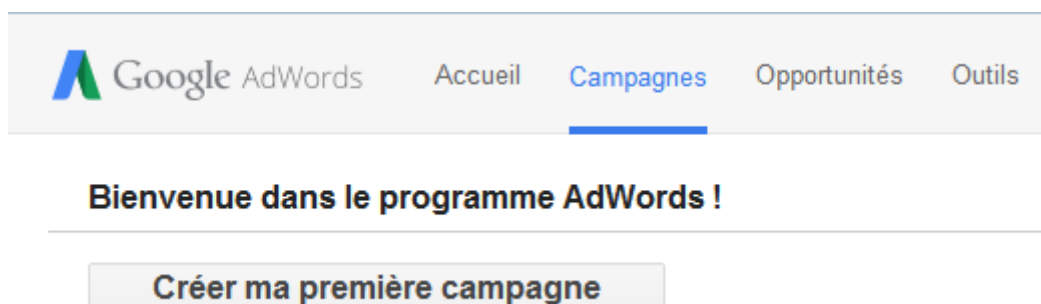 Google AdWords Accueil Campagnes Opportunités Outils
Bienvenue dans le programme AdWords !
Créer ma première campagne